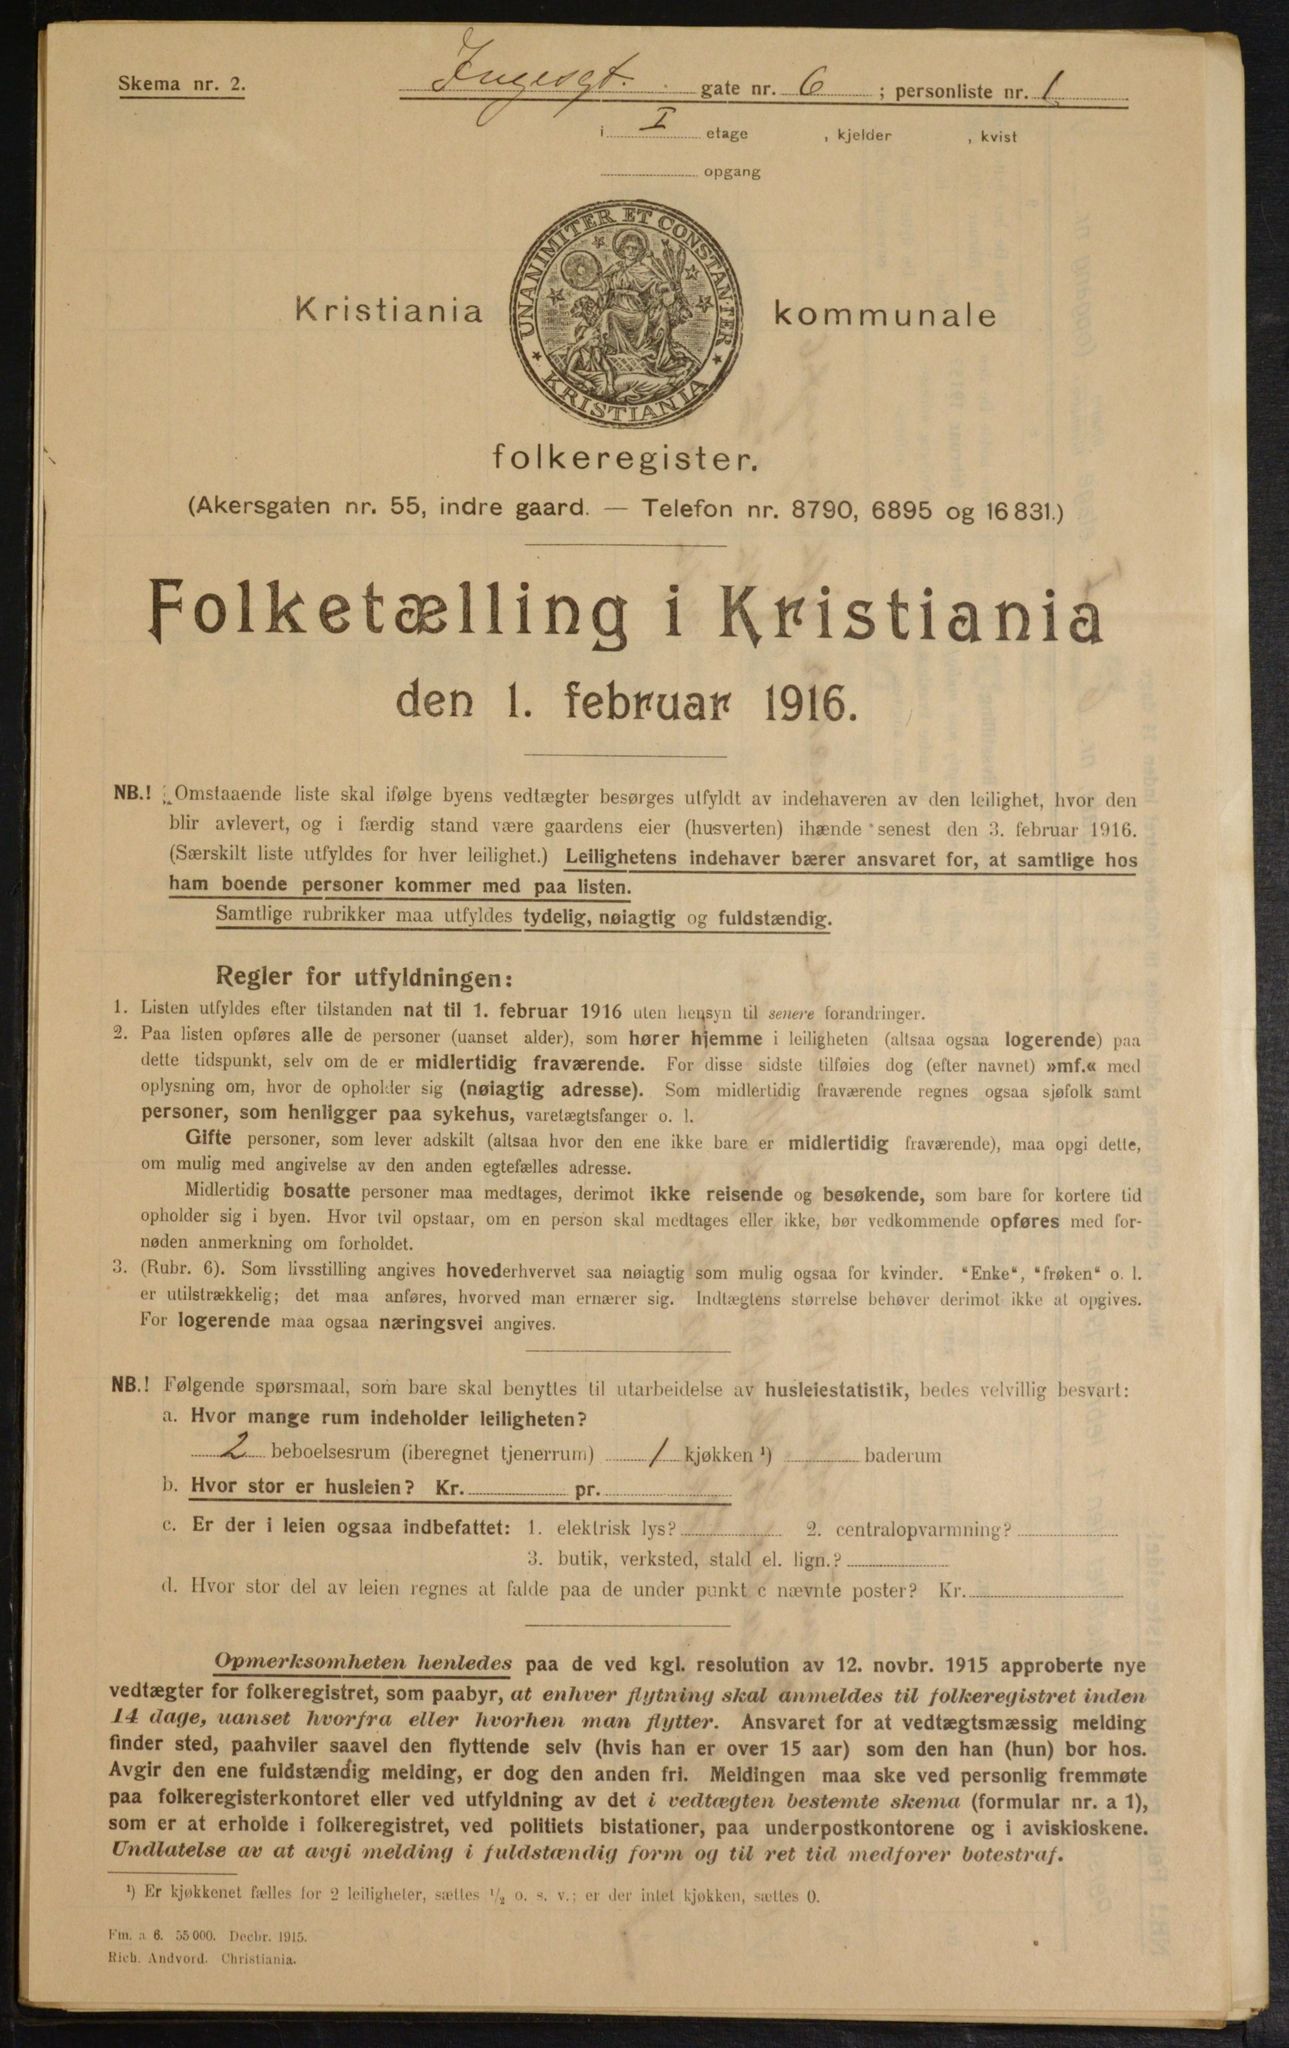 Skema nr. 2.
Ingesgt. gate nr. 6 ; personliste nr. 1
i I etage , kjelder , kvist
opgang
UNANIMITER ET CONSTANTER
KRISTIANIA
Kristiania kommunale
folkeregister.
(Akersgaten nr. 55, indre gaard. — Telefon nr. 8790, 6895 og 16 831.)
Folketælling i Kristiania
den 1. februar 1916.
NB.! Omstaaende liste skal ifølge byens vedtægter besørges utfyldt av indehaveren av den leilighet, hvor den
blir avlevert, og i færdig stand være gaardens eier (husverten) ihænde senest den 3. februar 1916.
(Særskilt liste utfyldes for hver leilighet.) Leilighetens indehaver bærer ansvaret for, at samtlige hos
ham boende personer kommer med paa listen.
Samtlige rubrikker maa utfyldes tydelig, nøiagtig og fuldstændig.
Regler for utfyldningen:
1. Listen utfyldes efter tilstanden nat til 1. februar 1916 uten hensyn til senere forandringer.
2. Paa listen opføres alle de personer (uanset alder), som hører hjemme i leiligheten (altsaa ogsaa logerende) paa
dette tidspunkt, selv om de er midlertidig fraværende. For disse sidste tilføies dog (efter navnet) »mf.« med
oplysning om, hvor de opholder sig (nøiagtig adresse). Som midlertidig fraværende regnes ogsaa sjøfolk samt
personer, som henligger paa sykehus, varetægtsfanger o. l.
Gifte personer, som lever adskilt (altsaa hvor den ene ikke bare er midlertidig fraværende), maa opgi dette,
om mulig med angivelse av den anden egtefælles adresse.
Midlertidig bosatte personer maa medtages, derimot ikke reisende og besøkende, som bare for kortere tid
opholder sig i byen. Hvor tvil opstaar, om en person skal medtages eller ikke, bør vedkommende opføres med for-
nøden anmerkning om forholdet.
3. (Rubr. 6). Som livsstilling angives hovederhvervet saa nøiagtig som mulig ogsaa for kvinder. "Enke", "frøken" o. l.
er utilstrækkelig; det maa anføres, hvorved man ernærer sig. Indtægtens størrelse behøver derimot ikke at opgives.
For logerende maa ogsaa næringsvei angives.
NB.! Følgende spørsmaal, som bare skal benyttes til utarbeidelse av husleiestatistik, bedes velvillig besvart:
a. Hvor mange rum indeholder leiligheten?
2 beboelsesrum (iberegnet tjenerrum) 1 kjøkken ¹) baderum
b. Hvor stor er husleien? Kr. pr.
c. Er der i leien ogsaa indbefattet: 1. elektrisk lys? 2. centralopvarmning?
3. butik, verksted, stald el. lign.?
d. Hvor stor del av leien regnes at falde paa de under punkt c nævnte poster? Kr.
Opmerksomheten henledes paa de ved kgl. resolution av 12. novbr. 1915 approberte nye
vedtægter for folkeregistret, som paabyr, at enhver flytning skal anmeldes til folkeregistret inden
14 dage, uanset hvorfra eller hvorhen man flytter. Ansvaret for at vedtægtsmæssig melding
finder sted, paahviler saavel den flyttende selv (hvis han er over 15 aar) som den han (hun) bor hos.
Avgir den ene fuldstændig melding, er dog den anden fri. Meldingen maa ske ved personlig fremmøte
paa folkeregisterkontoret eller ved utfyldning av det i vedtægten bestemte skema (formular nr. a 1),
som er at erholde i folkeregistret, ved politiets bistationer, paa underpostkontorene og i aviskioskene.
Undlatelse av at avgi melding i fuldstændig form og til ret tid medfører botestraf.
¹) Er kjøkkenet fælles for 2 leiligheter, sættes ½ o. s. v.; er der intet kjøkken, sættes 0.
Fm. a 6. 55 000. Decbr. 1915.
Rich. Andvord. Christiania.